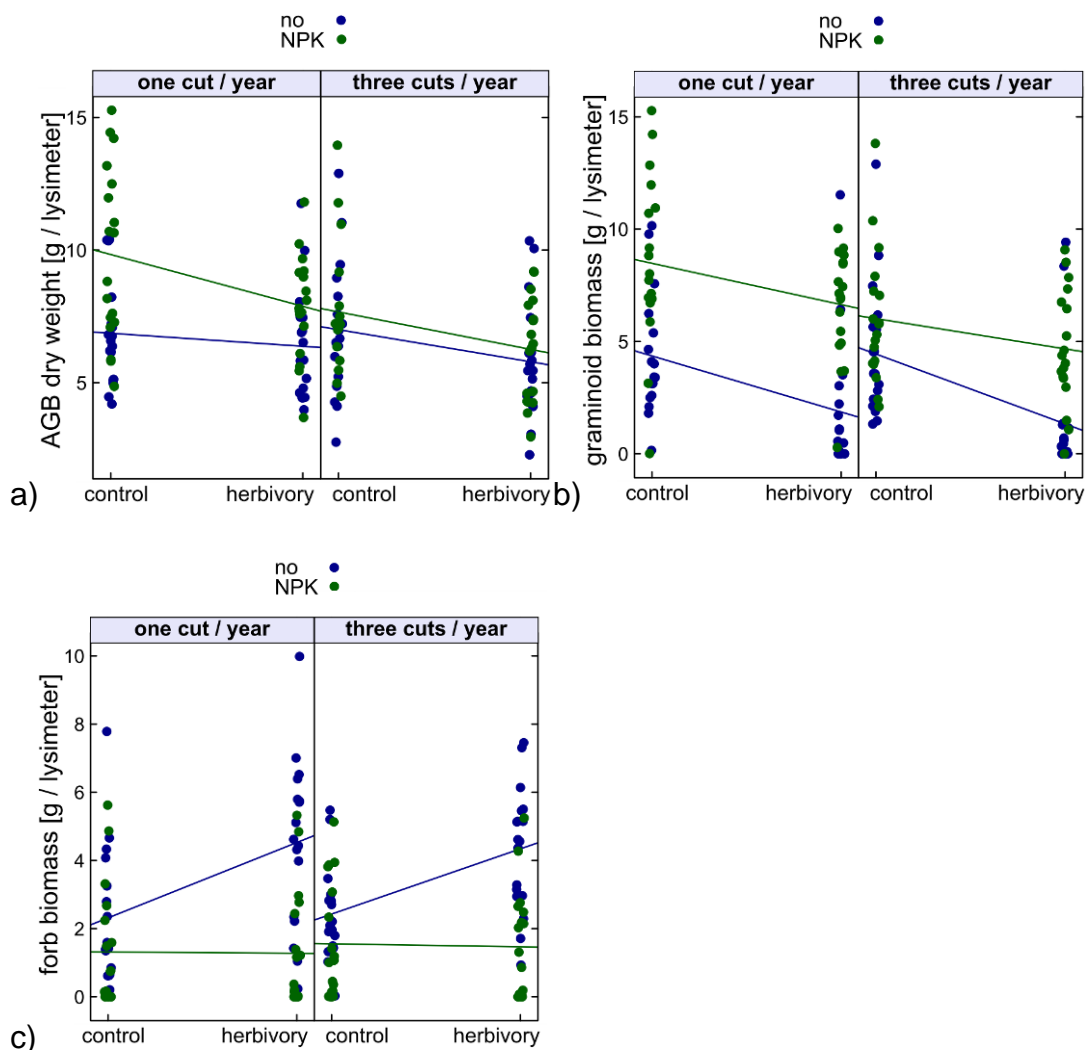 no
NPK
one cut / year three cuts / year
AGB dry weight [g / lysimeter]
15
10
5
control herbivory control herbivory
a)
no
NPK
one cut / year three cuts / year
graminoid biomass [g / lysimeter]
15
10
5
0
control herbivory control herbivory
b)
no
NPK
one cut / year three cuts / year
forb biomass [g / lysimeter]
10
8
6
4
2
0
control herbivory control herbivory
c)